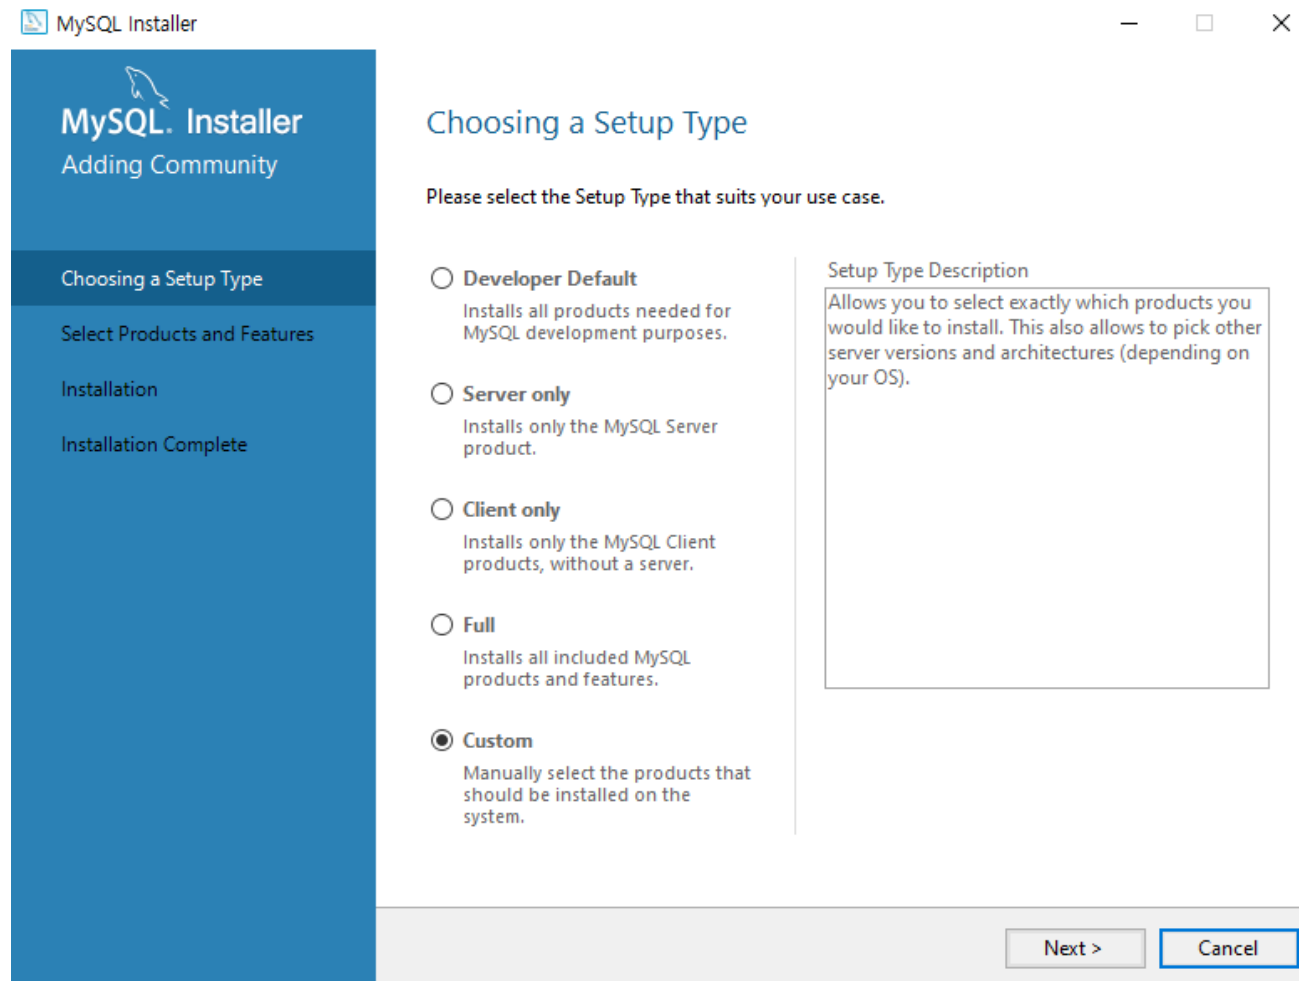 MySQL Installer
MySQL. Installer
Adding Community
Choosing a Setup Type
Select Products and Features
Installation
Installation Complete
Choosing a Setup Type
Please select the Setup Type that suits your use case.
Developer Default
Installs all products needed for
MySQL development purposes.
Server only
Installs only the MySQL Server
product.
Client only
Installs only the MySQL Client
products, without a server.
Full
Installs all included MySQL
products and features.
Custom
Manually select the products that
should be installed on the
system.
Setup Type Description
Allows you to select exactly which products you
would like to install. This also allows to pick other
server versions and architectures (depending on
your OS).
Next >
Cancel